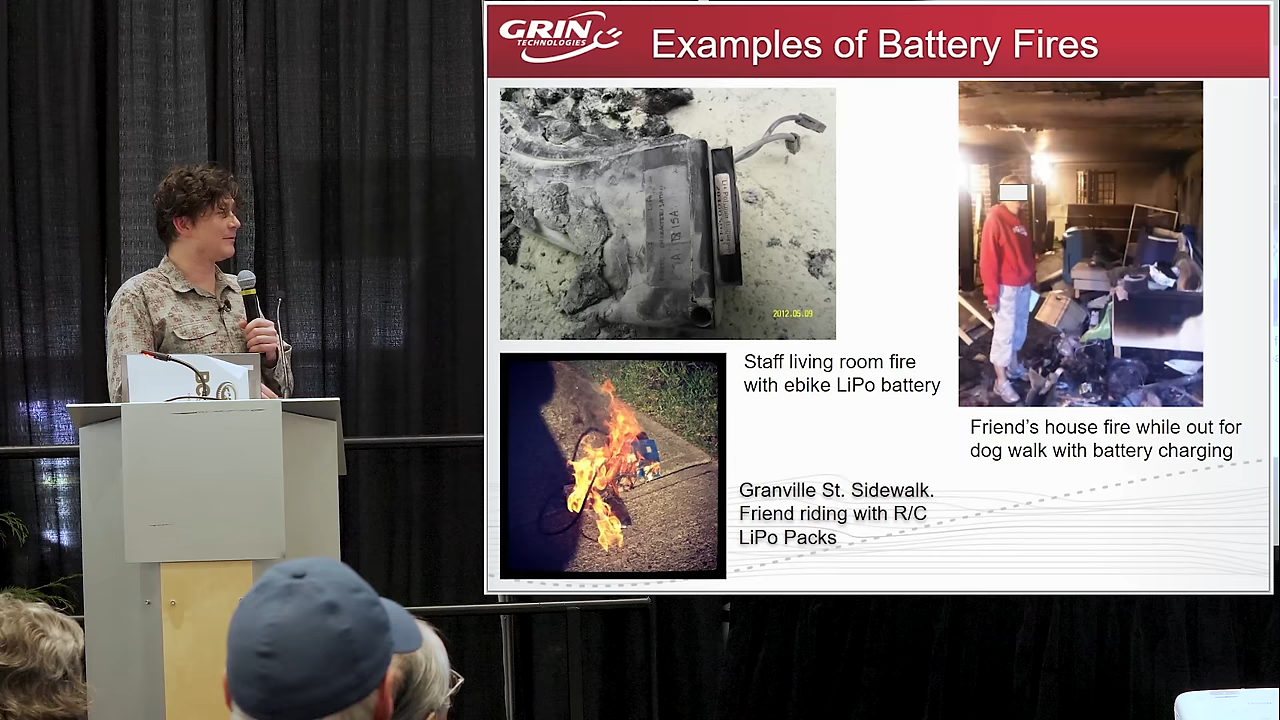 GRIN
TECHNOLOGIES
Examples of Battery Fires
2012.05.09
Staff living room fire
with ebike LiPo battery
Friend's house fire while out for
dog walk with battery charging
Granville St. Sidewalk.
Friend riding with R/C
LiPo Packs